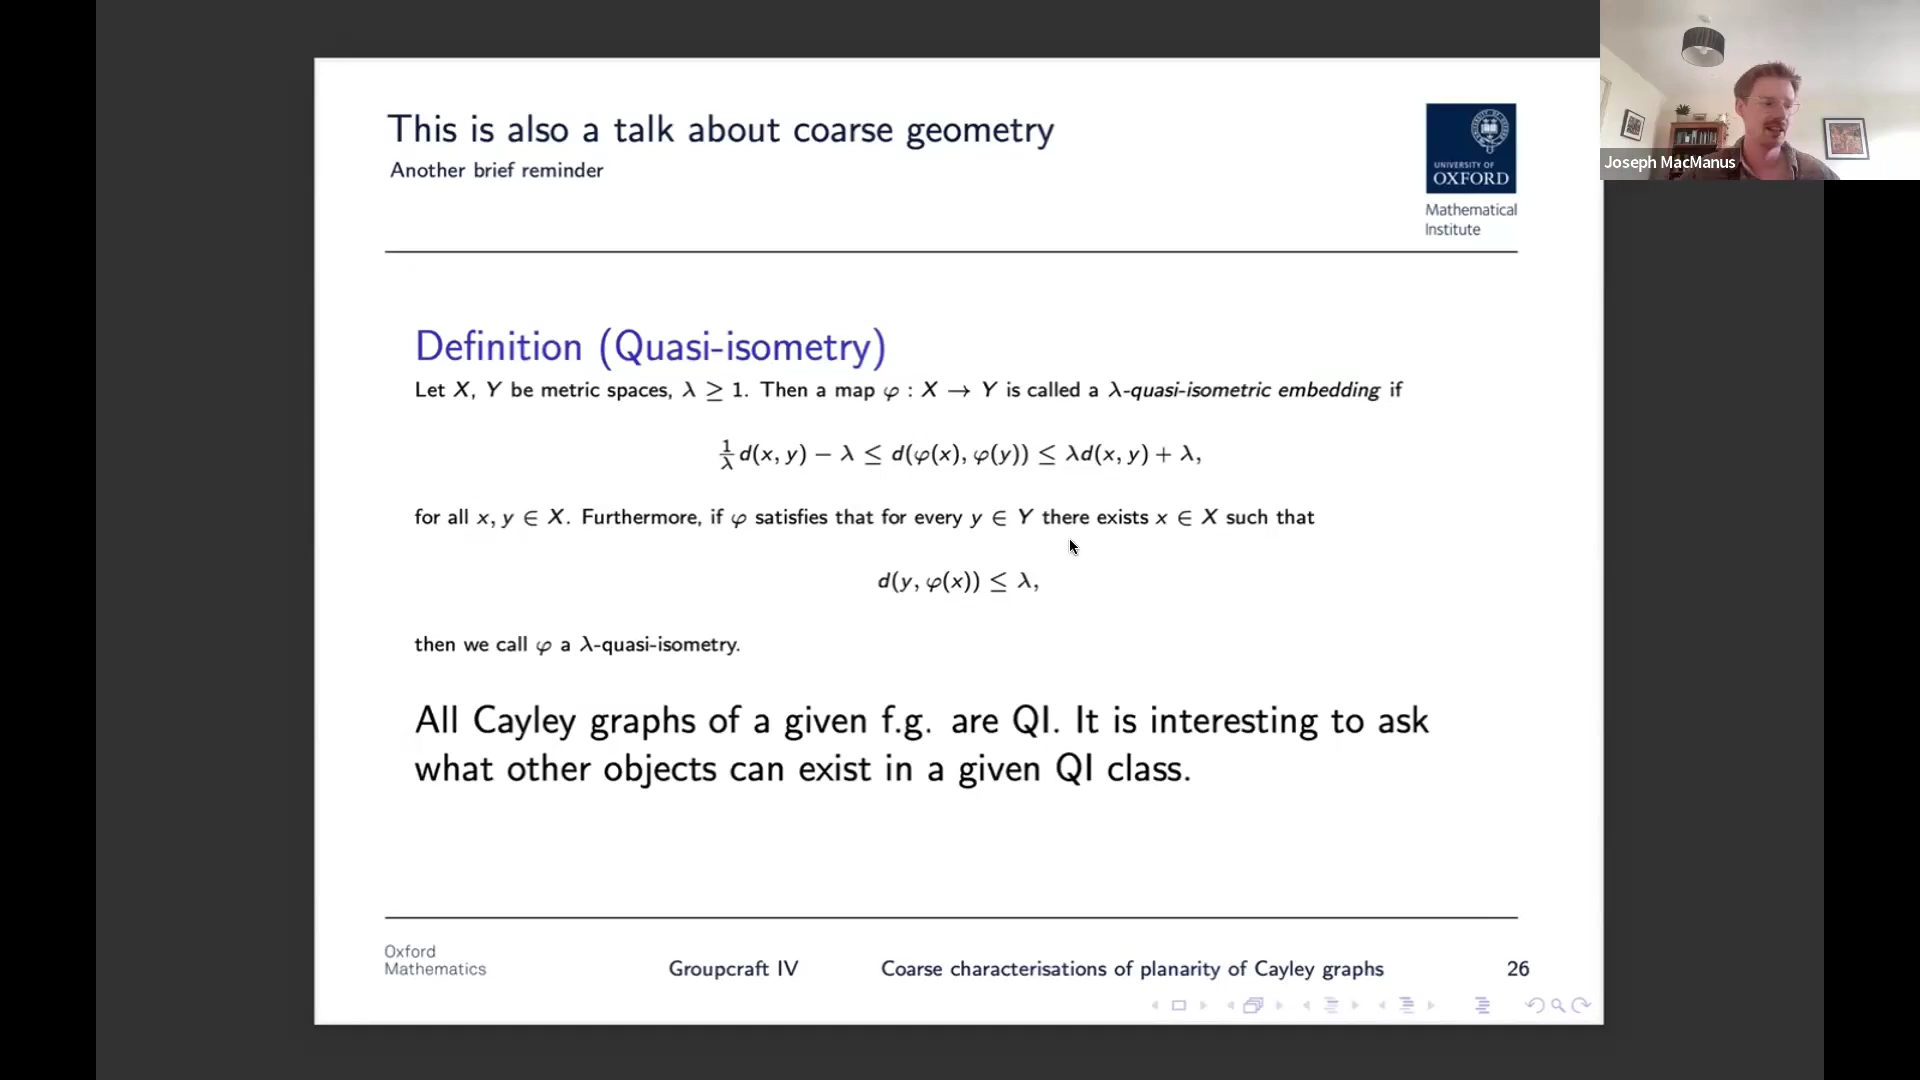 This is also a talk about coarse geometry
Another brief reminder
UNIVERSITY OF
OXFORD
Mathematical
Institute
Joseph MacManus
Definition (Quasi-isometry)
Let X, Y be metric spaces, λ ≥ 1. Then a map φ : X → Y is called a λ-quasi-isometric embedding if
1/λ d(x, y) − λ ≤ d(φ(x), φ(y)) ≤ λd(x, y) + λ,
for all x, y ∈ X. Furthermore, if φ satisfies that for every y ∈ Y there exists x ∈ X such that
d(y, φ(x)) ≤ λ,
then we call φ a λ-quasi-isometry.
All Cayley graphs of a given f.g. are QI. It is interesting to ask
what other objects can exist in a given QI class.
Oxford
Mathematics
Groupcraft IV
Coarse characterisations of planarity of Cayley graphs
26